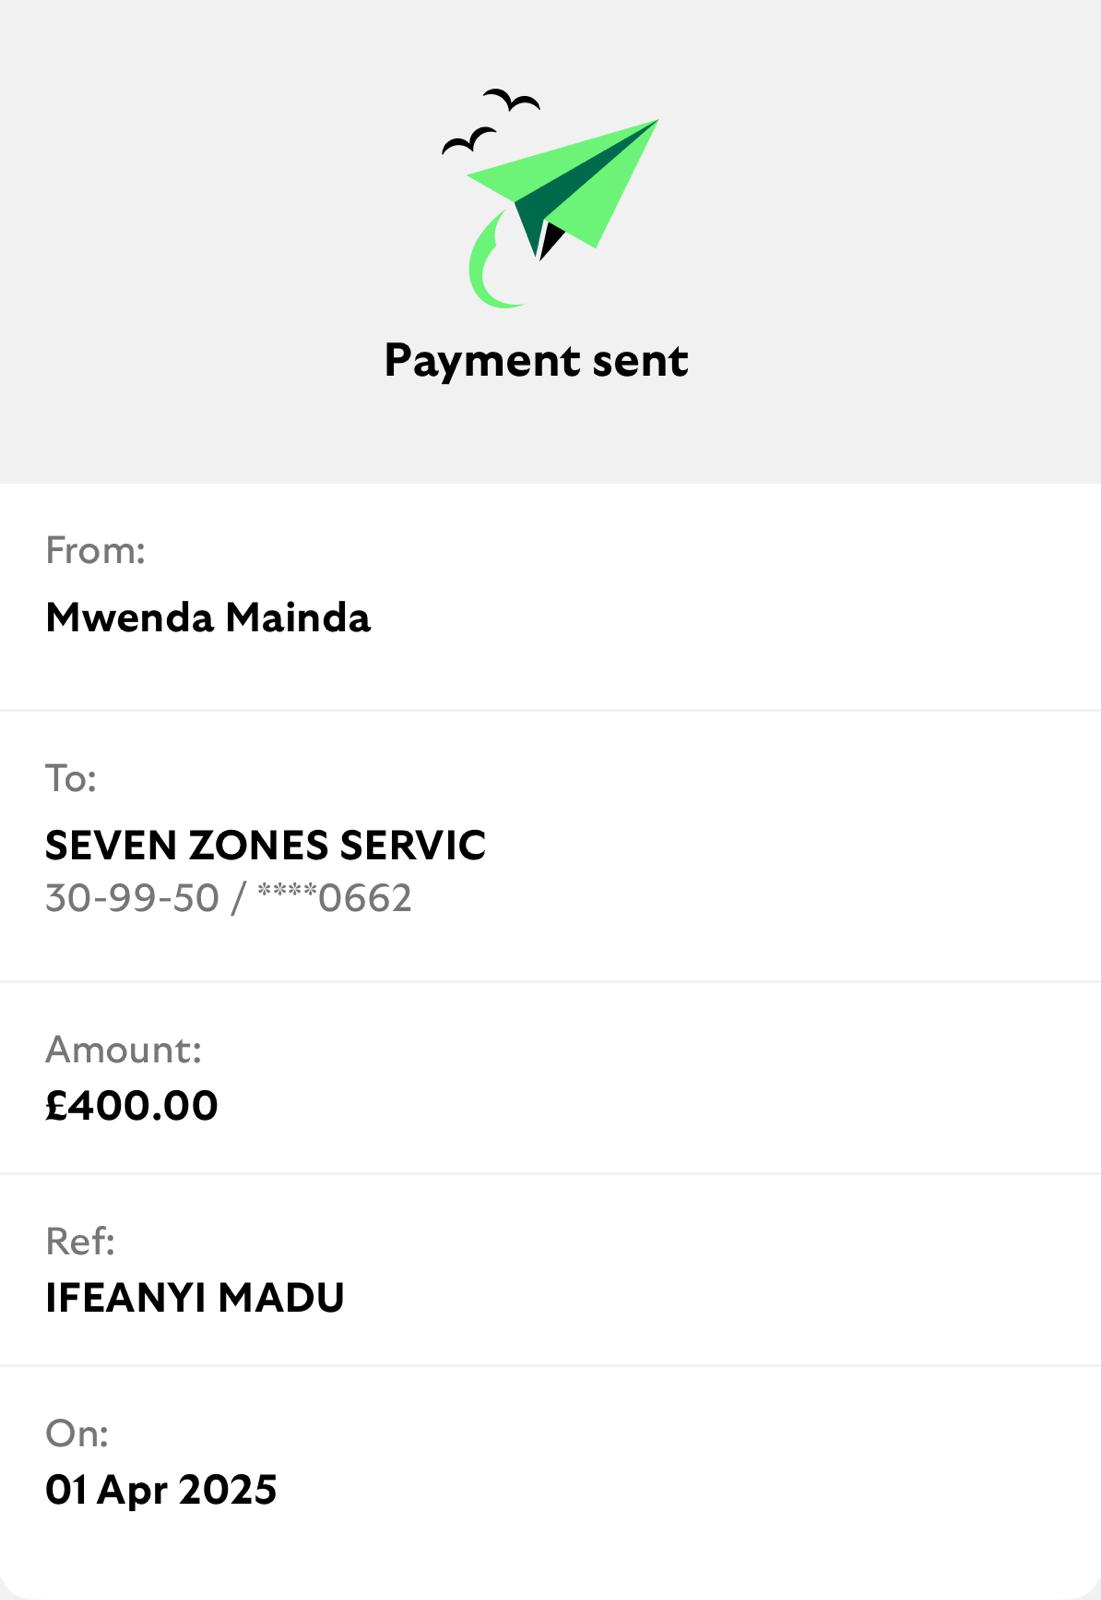 Payment sent
From:
Mwenda Mainda
To:
SEVEN ZONES SERVIC
30-99-50 / ****0662
Amount:
£400.00
Ref:
IFEANYI MADU
On:
01 Apr 2025